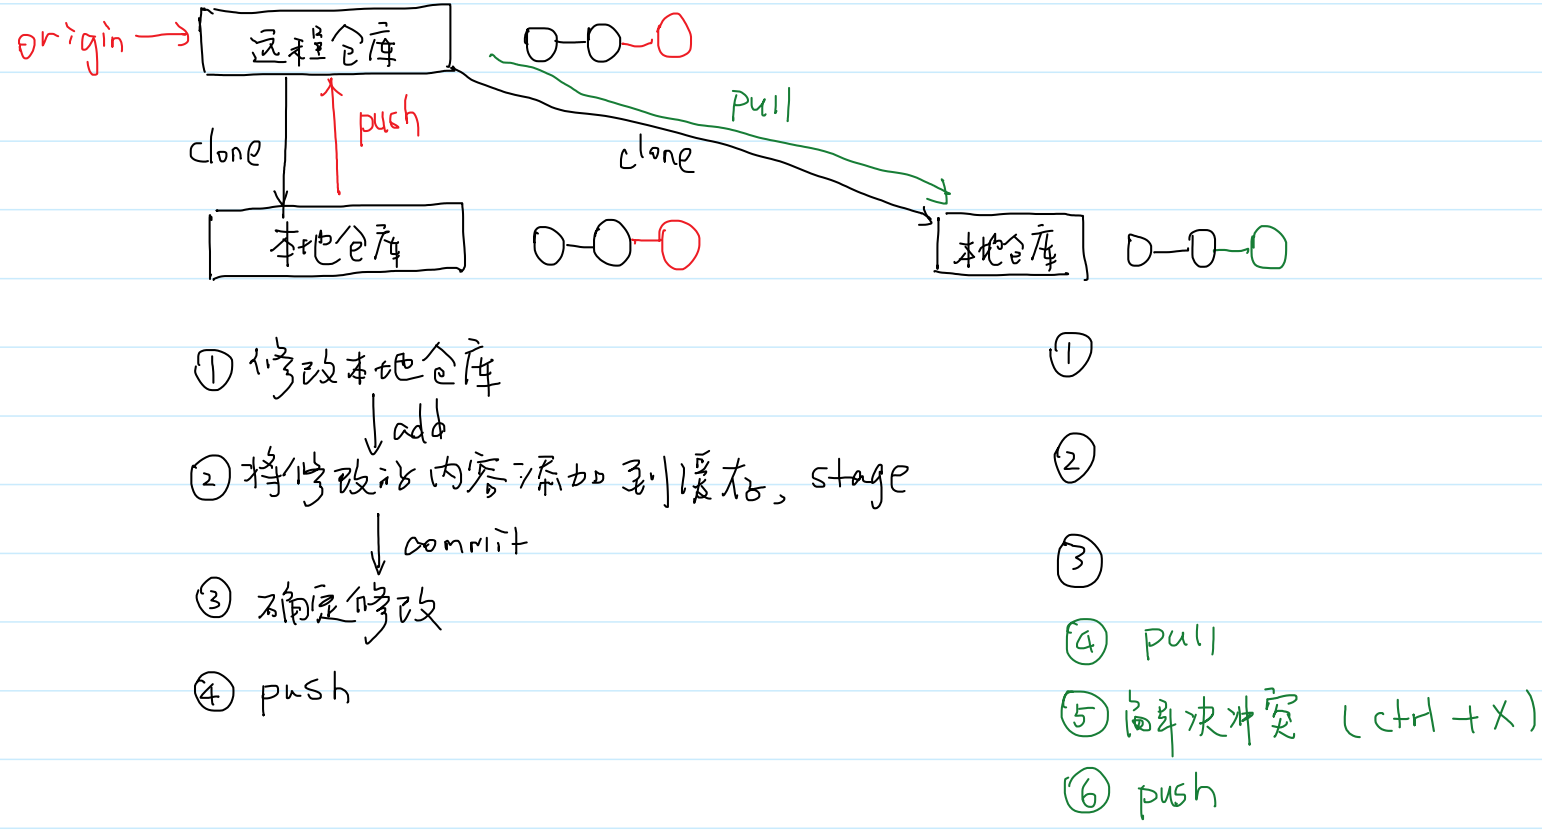 origin
远程仓库
push
pull
clone
clone
本地仓库
本地仓库
① 修改本地仓库
add
② 将修改的内容添加到缓存, stage
commit
③ 确定修改
④ push
①
②
③
④ pull
⑤ 解决冲突 (ctrl + X)
⑥ push